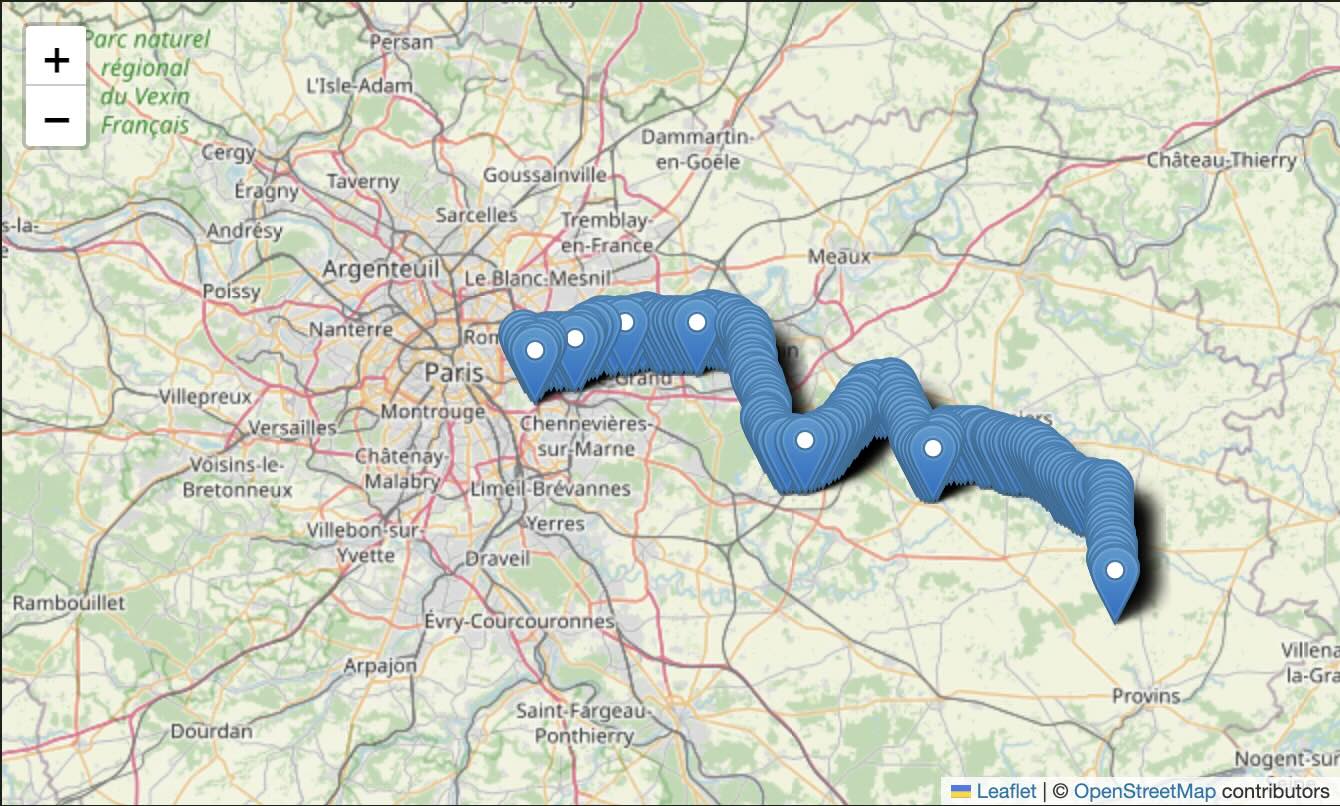 +
−
Parc naturel
régional
du Vexin
Français
Persan
L'Isle-Adam
Cergy
Éragny
Taverny
Goussainville
Dammartin-
en-Goële
Château-Thierry
Sarcelles
Tremblay-
en-France
Andrésy
Argenteuil
Le Blanc-Mesnil
Meaux
Poissy
Nanterre
Paris
Villepreux
Montrouge
Versailles
Chennevières-
sur-Marne
Châtenay-
Malabry
Voisins-le-
Bretonneux
Limeil-Brévannes
Villebon-sur-
Yvette
Yerres
Draveil
Rambouillet
Évry-Courcouronnes
Arpajon
Provins
Saint-Fargeau-
Ponthierry
Dourdan
Leaflet | © OpenStreetMap contributors